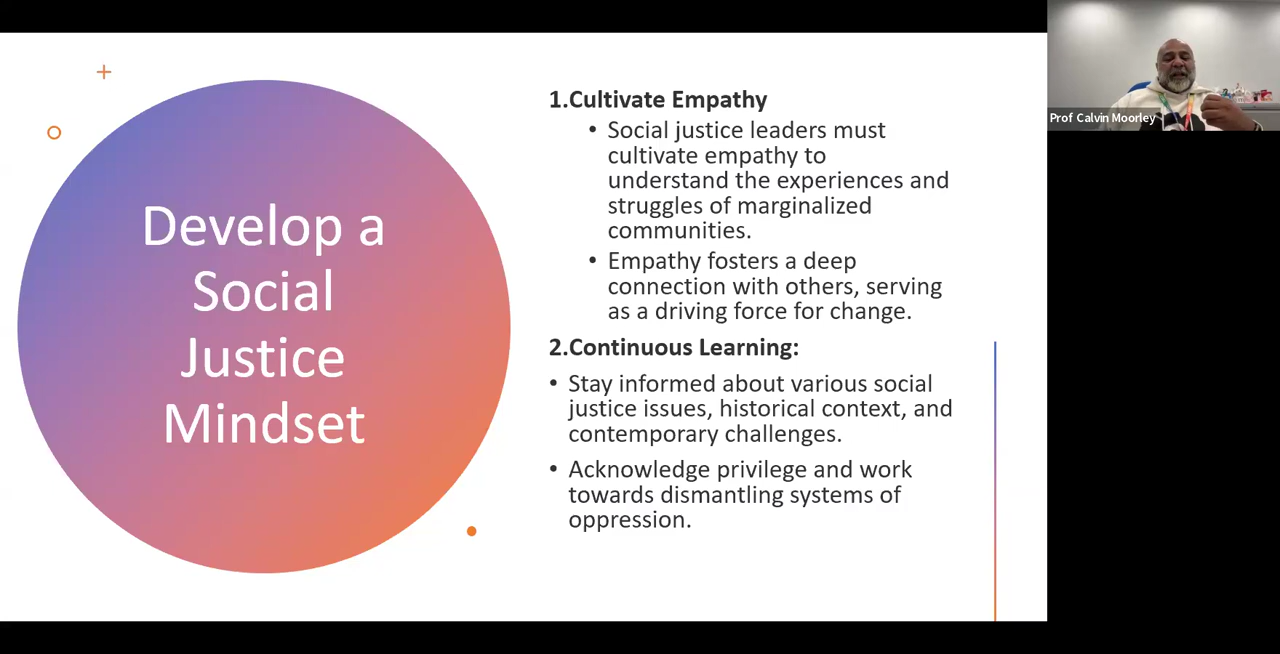 Develop a
Social
Justice
Mindset
1.Cultivate Empathy
• Social justice leaders must
cultivate empathy to
understand the experiences and
struggles of marginalized
communities.
• Empathy fosters a deep
connection with others, serving
as a driving force for change.
2.Continuous Learning:
• Stay informed about various social
justice issues, historical context, and
contemporary challenges.
• Acknowledge privilege and work
towards dismantling systems of
oppression.
Prof Calvin Moorley